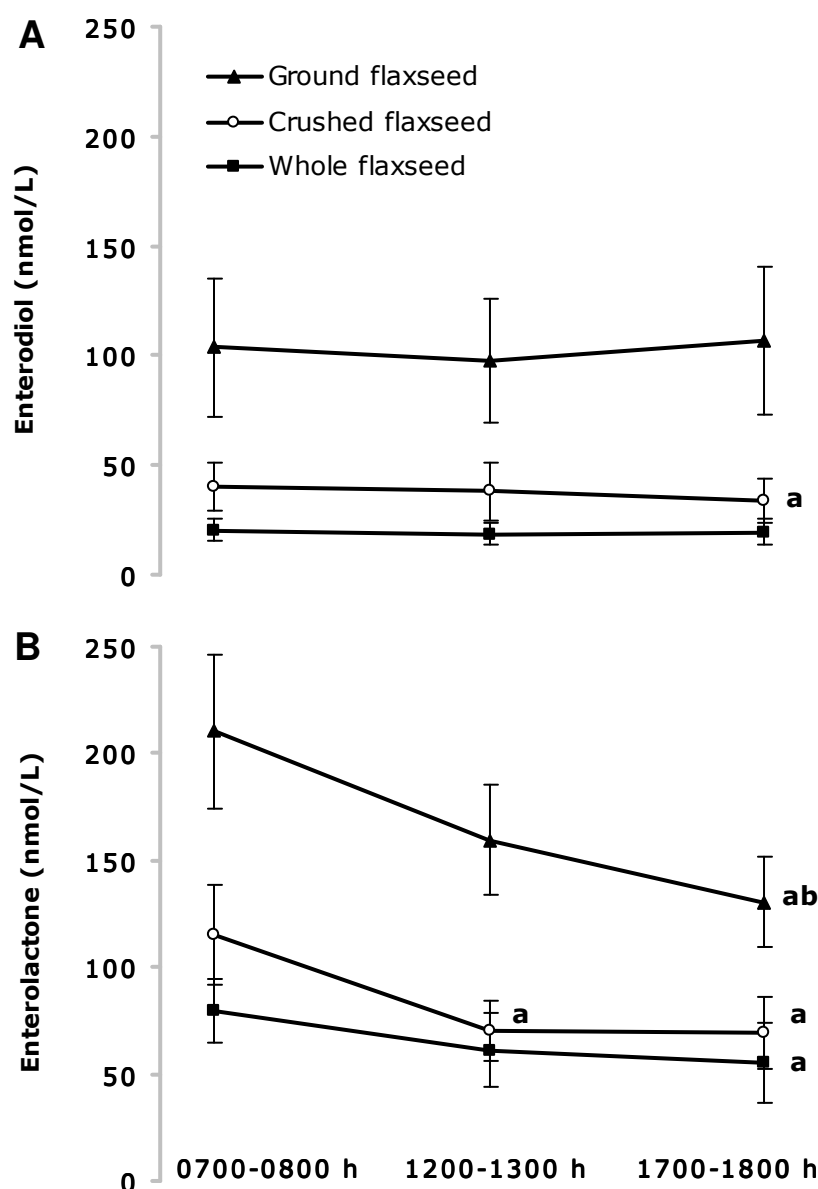 A
250
200
150
100
50
0
Enterodiol (nmol/L)
Ground flaxseed
Crushed flaxseed
Whole flaxseed
a
B
250
200
150
100
50
0
Enterolactone (nmol/L)
ab
a
a
a
0700-0800 h 1200-1300 h 1700-1800 h